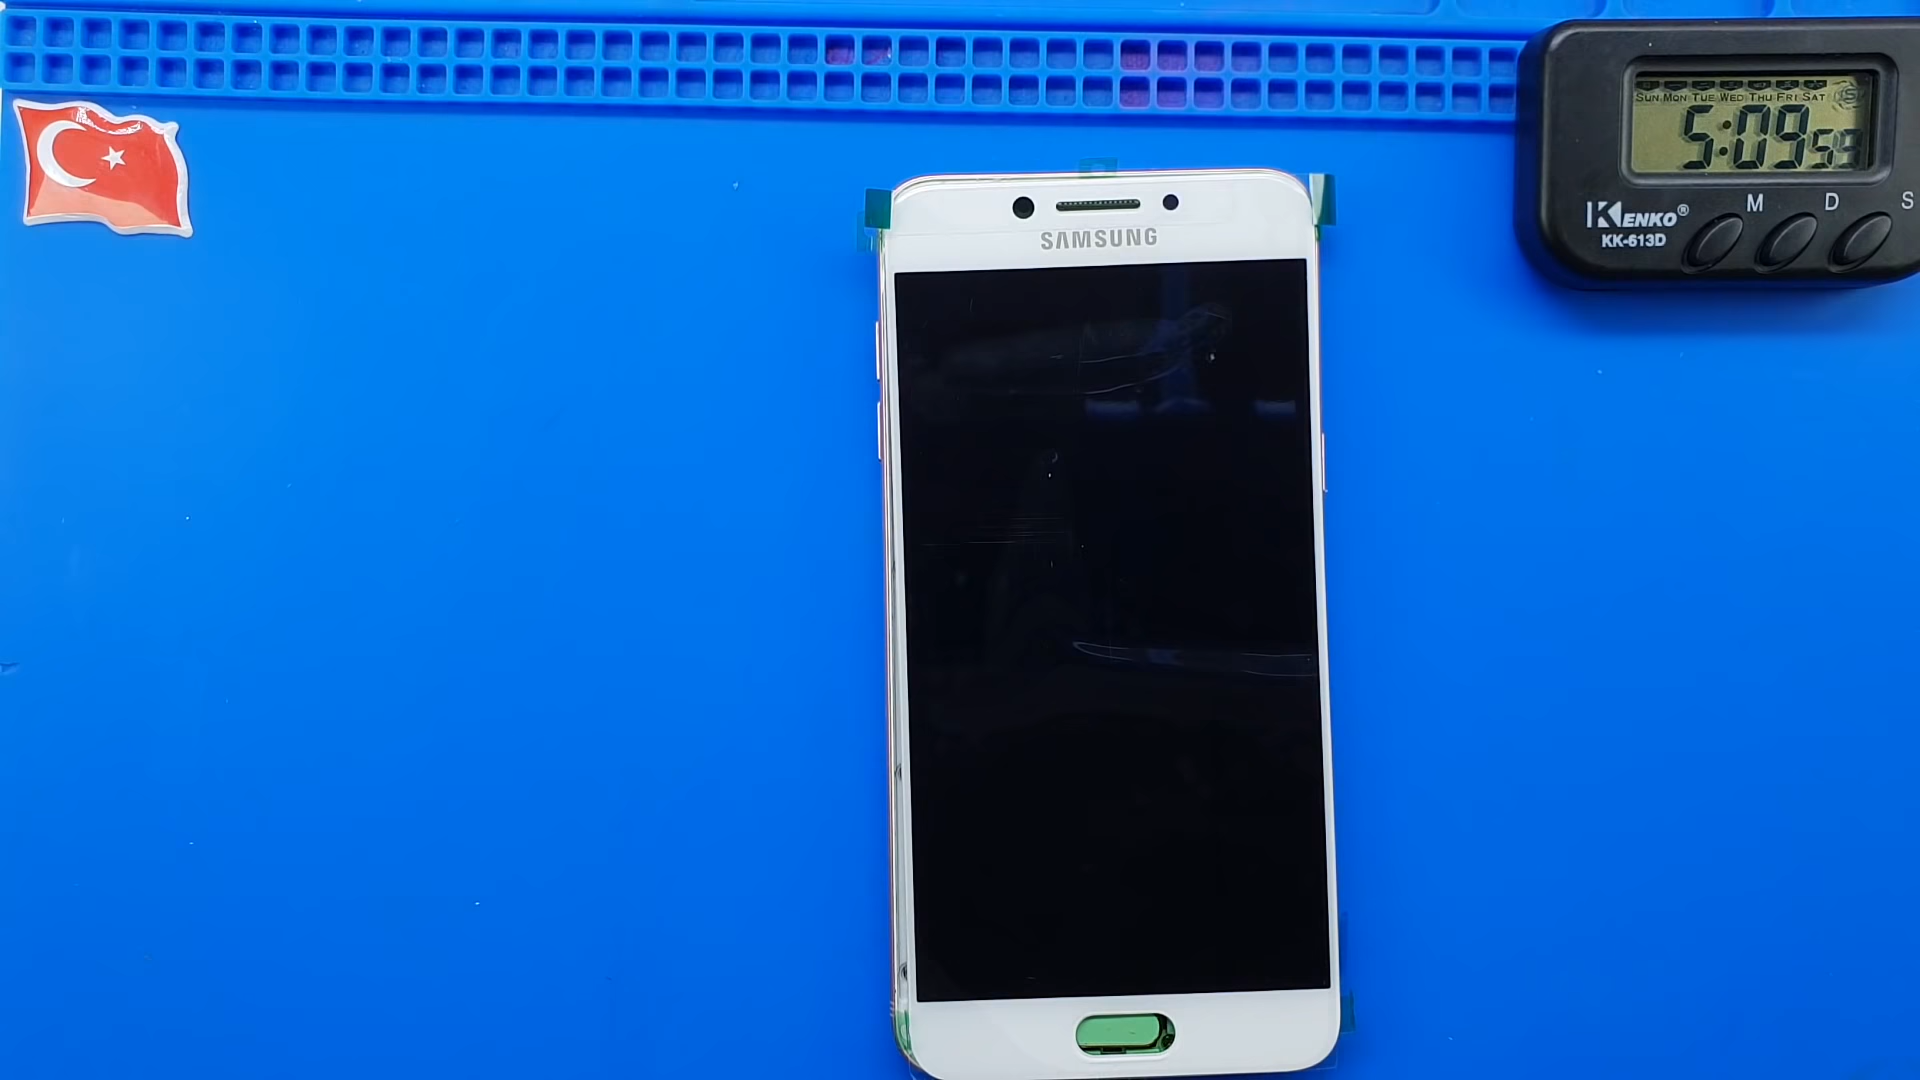 SUN MON TUE WED THU FRI SAT
5:09 59
M D S
KENKO®
KK-613D
SAMSUNG